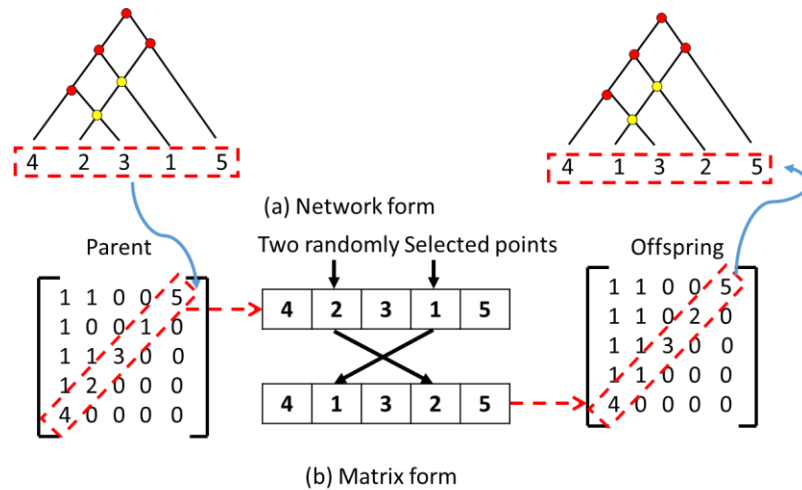 4 2 3 1 5
4 1 3 2 5
(a) Network form
Parent
Two randomly Selected points
Offspring
1 1 0 0 5
1 0 0 1 0
1 1 3 0 0
1 2 0 0 0
4 0 0 0 0
4 2 3 1 5
4 1 3 2 5
1 1 0 0 5
1 1 0 2 0
1 1 3 0 0
1 1 0 0 0
4 0 0 0 0
(b) Matrix form